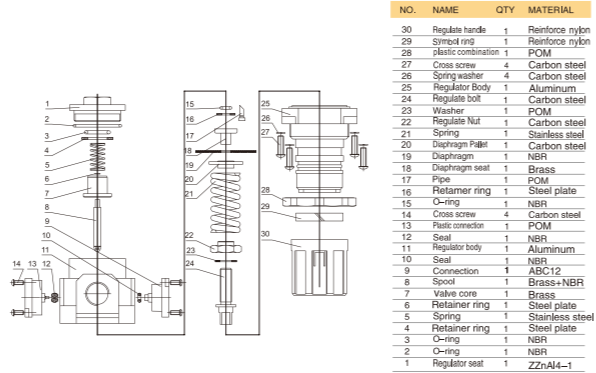 NO. NAME QTY MATERIAL
30 Regulate handle 1 Reinforce nylon
29 Symbol ring 1 Reinforce nylon
28 plastic combination 1 POM
27 Cross screw 4 Carbon steel
26 Spring washer 4 Carbon steel
25 Regulator Body 1 Aluminum
24 Regulate bolt 1 Carbon steel
23 Washer 1 POM
22 Regulate Nut 1 Carbon steel
21 Spring 1 Stainless steel
20 Diaphragm Pallet 1 Carbon steel
19 Diaphragm 1 NBR
18 Diaphragm seat 1 Brass
17 Pipe 1 POM
16 Retamer ring 1 Steel plate
15 O-ring 1 NBR
14 Cross screw 4 Carbon steel
13 Plastic connection 1 POM
12 Seal 1 NBR
11 Regulator body 1 Aluminum
10 Seal 1 NBR
9 Connection 1 ABC12
8 Spool 1 Brass+NBR
7 Valve core 1 Brass
6 Retainer ring 1 Steel plate
5 Spring 1 Stainless steel
4 Retainer ring 1 Steel plate
3 O-ring 1 NBR
2 O-ring 1 NBR
1 Regulator seat 1 ZZnAl4-1
1
2
3
4
5
6
7
8
9
10
11
14 13 12
15
16
17
18
19
20
21
22
23
24
25
26
27
28
29
30